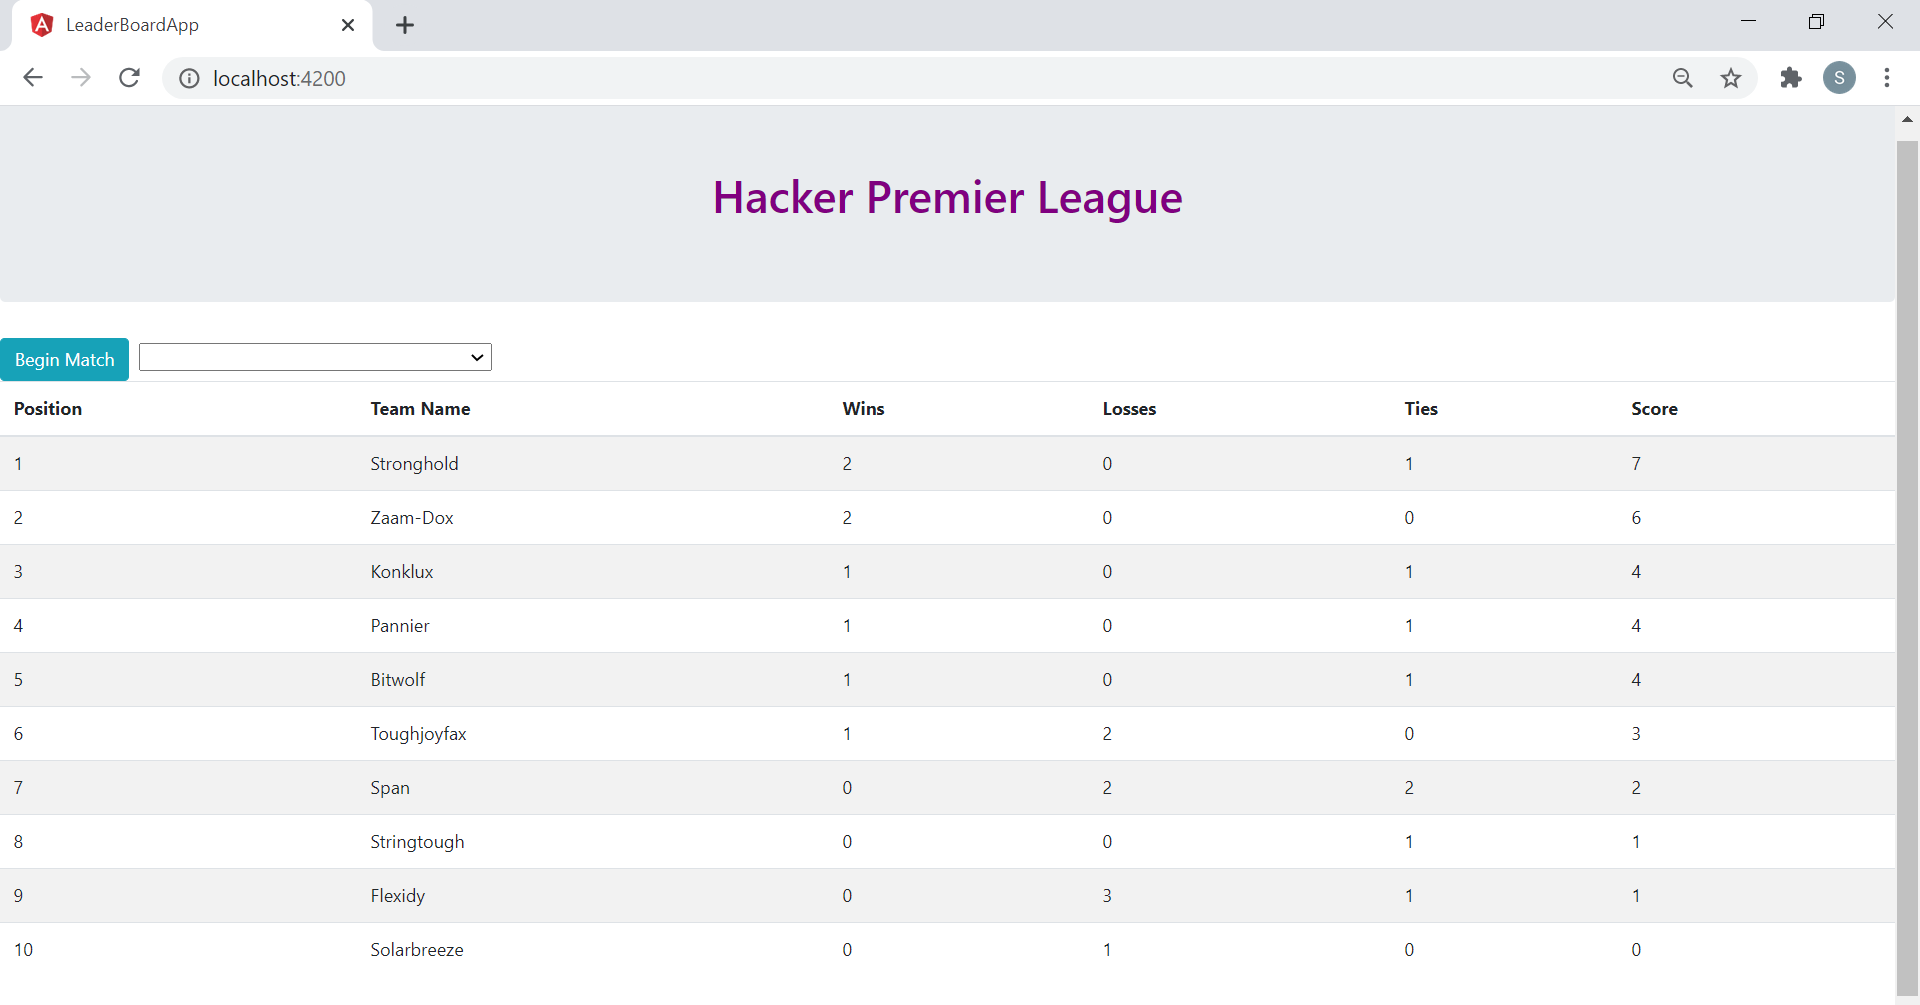 LeaderBoardApp
localhost:4200
S
Hacker Premier League
Begin Match
Position Team Name Wins Losses Ties Score
1 Stronghold 2 0 1 7
2 Zaam-Dox 2 0 0 6
3 Konklux 1 0 1 4
4 Pannier 1 0 1 4
5 Bitwolf 1 0 1 4
6 Toughjoyfax 1 2 0 3
7 Span 0 2 2 2
8 Stringtough 0 0 1 1
9 Flexidy 0 3 1 1
10 Solarbreeze 0 1 0 0